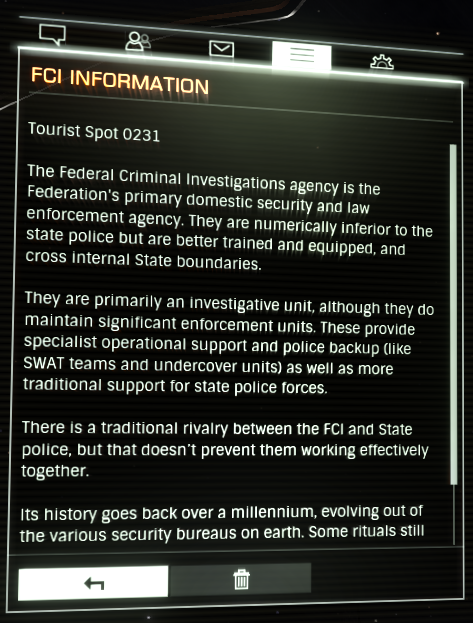 FCI INFORMATION
Tourist Spot 0231
The Federal Criminal Investigations agency is the
Federation's primary domestic security and law
enforcement agency. They are numerically inferior to the
state police but are better trained and equipped, and
cross internal State boundaries.
They are primarily an investigative unit, although they do
maintain significant enforcement units. These provide
specialist operational support and police backup (like
SWAT teams and undercover units) as well as more
traditional support for state police forces.
There is a traditional rivalry between the FCI and State
police, but that doesn't prevent them working effectively
together.
Its history goes back over a millennium, evolving out of
the various security bureaus on earth. Some rituals still